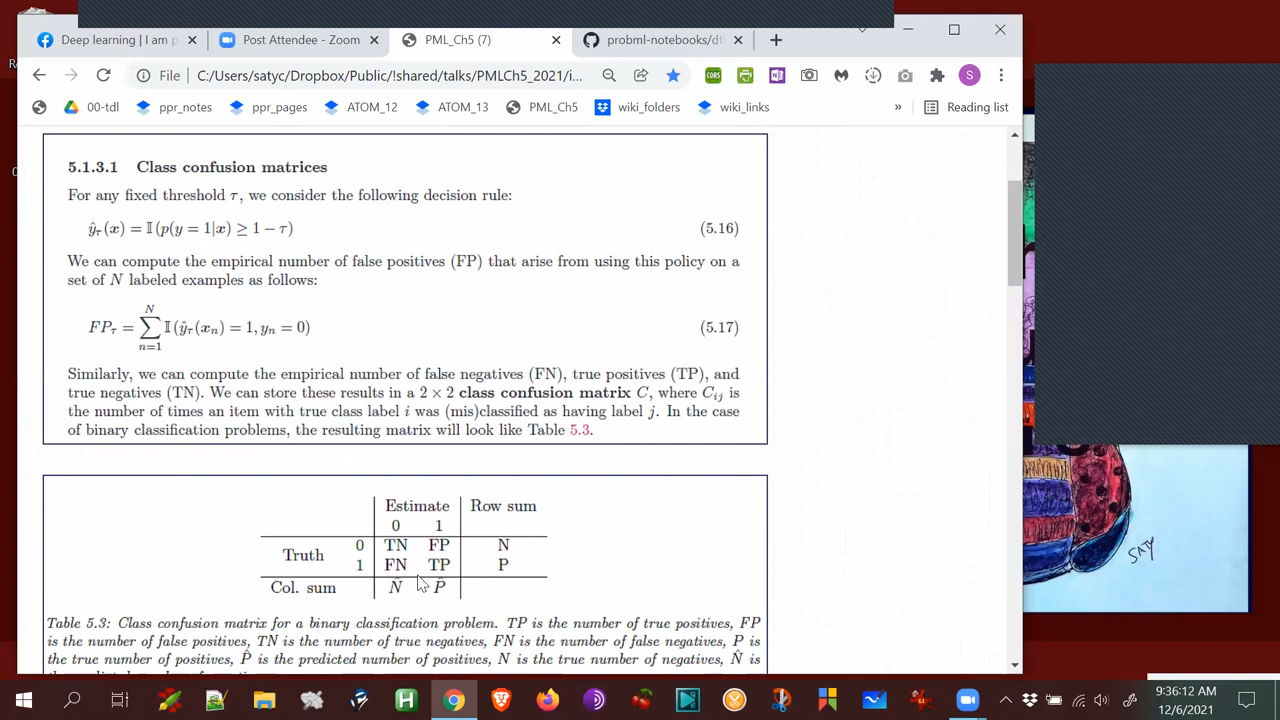 Deep learning | I am p
Post Attendee - Zoom
PML_Ch5 (7)
probml-notebooks/dt
File
C:/Users/satyc/Dropbox/Public/!shared/talks/PMLCh5_2021/i...
CORS
S
00-tdl
ppr_notes
ppr_pages
ATOM_12
ATOM_13
PML_Ch5
wiki_folders
wiki_links
»
Reading list
5.1.3.1 Class confusion matrices
For any fixed threshold τ, we consider the following decision rule:
ŷτ(x) = 𝕀 (p(y = 1|x) ≥ 1 − τ) (5.16)
We can compute the empirical number of false positives (FP) that arise from using this policy on a
set of N labeled examples as follows:
FPτ = ∑_{n=1}^{N} 𝕀 (ŷτ(xn) = 1, yn = 0) (5.17)
Similarly, we can compute the empirical number of false negatives (FN), true positives (TP), and
true negatives (TN). We can store these results in a 2 × 2 class confusion matrix C, where Cij is
the number of times an item with true class label i was (mis)classified as having label j. In the case
of binary classification problems, the resulting matrix will look like Table 5.3.
Estimate Row sum
0 1
Truth 0 TN FP N
1 FN TP P
Col. sum N̂ P̂
Table 5.3: Class confusion matrix for a binary classification problem. TP is the number of true positives, FP
is the number of false positives, TN is the number of true negatives, FN is the number of false negatives, P is
the true number of positives, P̂ is the predicted number of positives, N is the true number of negatives, N̂ is
SATY
9:36:12 AM
12/6/2021